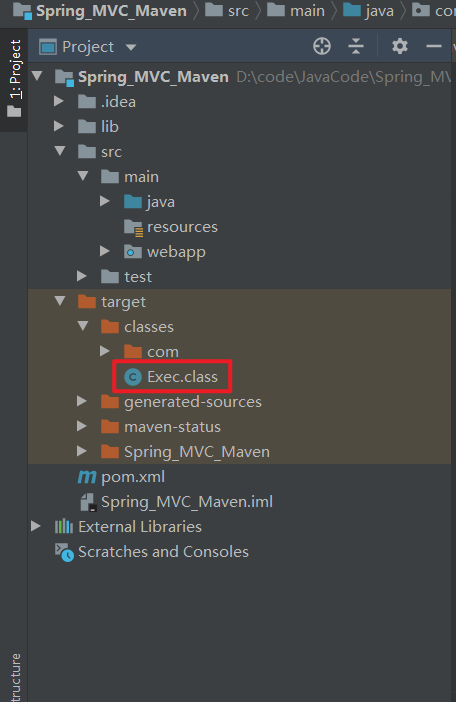 Spring_MVC_Maven src main java
Project
1: Project
Spring_MVC_Maven D:\code\JavaCode\Spring_MV
.idea
lib
src
main
java
resources
webapp
test
target
classes
com
Exec.class
generated-sources
maven-status
Spring_MVC_Maven
pom.xml
Spring_MVC_Maven.iml
External Libraries
Scratches and Consoles